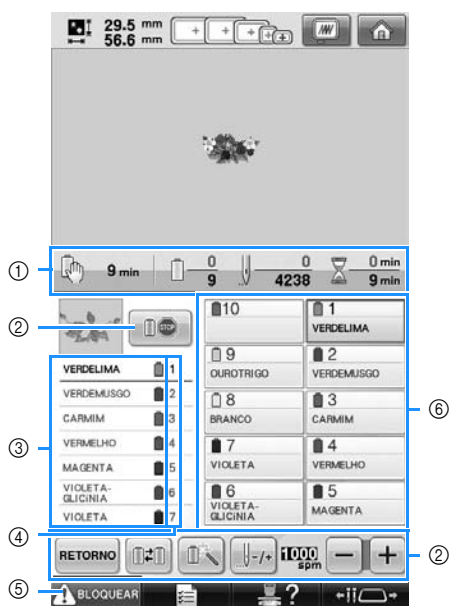 29.5 mm
56.6 mm
① 9 min 0 9 0 4238 0 min 9 min
② STOP
③
VERDELIMA 1
VERDEMUSGO 2
CARMIM 3
VERMELHO 4
MAGENTA 5
VIOLETA-
GLICíNIA 6
VIOLETA 7
10
1
VERDELIMA
9
OUROTRIGO
2
VERDEMUSGO
8
BRANCO
3
CARMIM
7
VIOLETA
4
VERMELHO
6
VIOLETA-
GLICíNIA
5
MAGENTA
⑥
④
RETORNO -/+ 1000 spm − + ②
⑤ BLOQUEAR ?